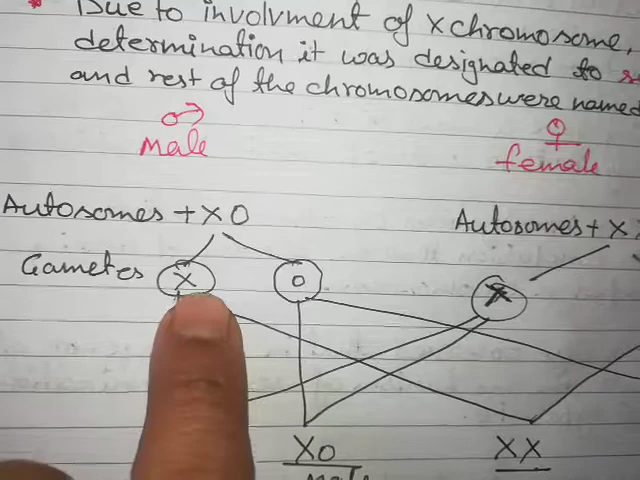 Due to involvment of X chromosome,
determination it was designated to
and rest of the chromosomes were named
♂ ♀
Male female
Autosomes + XO Autosomes + X
Gametes X O X
XO XX
Male